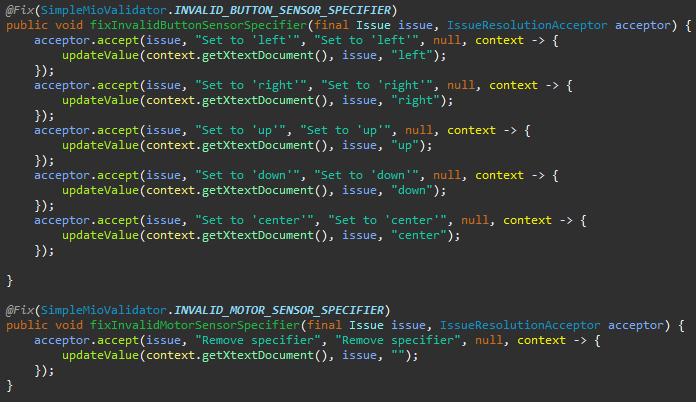 @Fix(SimpleMioValidator.INVALID_BUTTON_SENSOR_SPECIFIER)
public void fixInvalidButtonSensorSpecifier(final Issue issue, IssueResolutionAcceptor acceptor) {
    acceptor.accept(issue, "Set to 'left'", "Set to 'left'", null, context -> {
        updateValue(context.getXtextDocument(), issue, "left");
    });
    acceptor.accept(issue, "Set to 'right'", "Set to 'right'", null, context -> {
        updateValue(context.getXtextDocument(), issue, "right");
    });
    acceptor.accept(issue, "Set to 'up'", "Set to 'up'", null, context -> {
        updateValue(context.getXtextDocument(), issue, "up");
    });
    acceptor.accept(issue, "Set to 'down'", "Set to 'down'", null, context -> {
        updateValue(context.getXtextDocument(), issue, "down");
    });
    acceptor.accept(issue, "Set to 'center'", "Set to 'center'", null, context -> {
        updateValue(context.getXtextDocument(), issue, "center");
    });
}
@Fix(SimpleMioValidator.INVALID_MOTOR_SENSOR_SPECIFIER)
public void fixInvalidMotorSensorSpecifier(final Issue issue, IssueResolutionAcceptor acceptor) {
    acceptor.accept(issue, "Remove specifier", "Remove specifier", null, context -> {
        updateValue(context.getXtextDocument(), issue, "");
    });
}